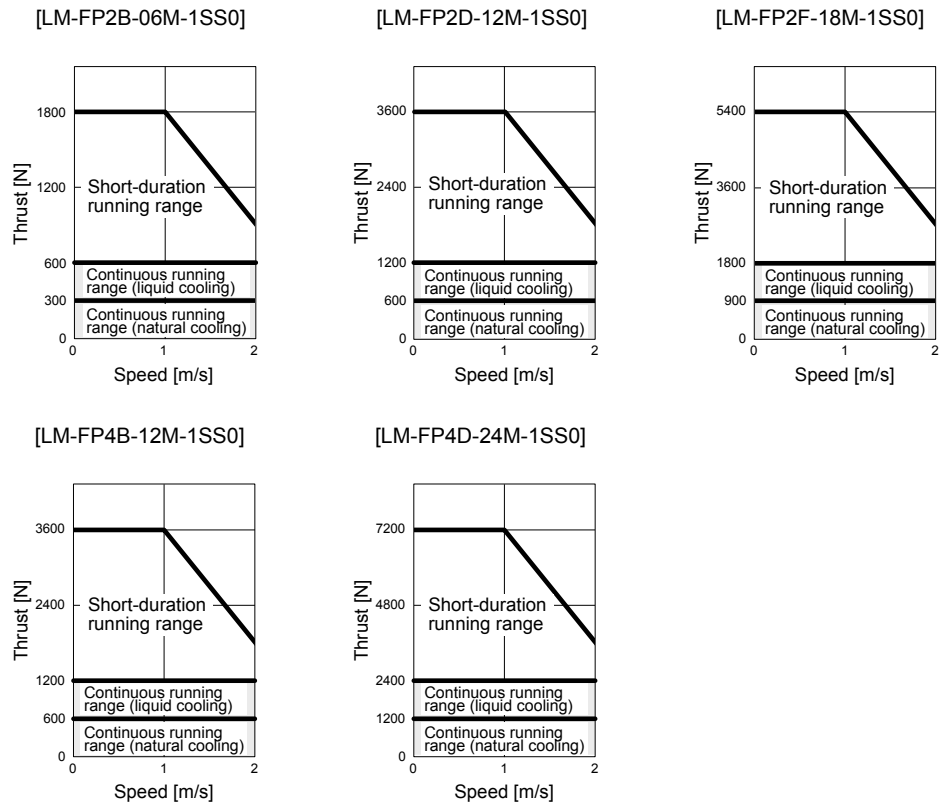 [LM-FP2B-06M-1SS0]
[LM-FP2D-12M-1SS0]
[LM-FP2F-18M-1SS0]
Thrust [N]
1800
1200
600
300
0
Short-duration
running range
Continuous running
range (liquid cooling)
Continuous running
range (natural cooling)
0
1
2
Speed [m/s]
Thrust [N]
3600
2400
1200
600
0
Short-duration
running range
Continuous running
range (liquid cooling)
Continuous running
range (natural cooling)
0
1
2
Speed [m/s]
Thrust [N]
5400
3600
1800
900
0
Short-duration
running range
Continuous running
range (liquid cooling)
Continuous running
range (natural cooling)
0
1
2
Speed [m/s]
[LM-FP4B-12M-1SS0]
[LM-FP4D-24M-1SS0]
Thrust [N]
3600
2400
1200
600
0
Short-duration
running range
Continuous running
range (liquid cooling)
Continuous running
range (natural cooling)
0
1
2
Speed [m/s]
Thrust [N]
7200
4800
2400
1200
0
Short-duration
running range
Continuous running
range (liquid cooling)
Continuous running
range (natural cooling)
0
1
2
Speed [m/s]